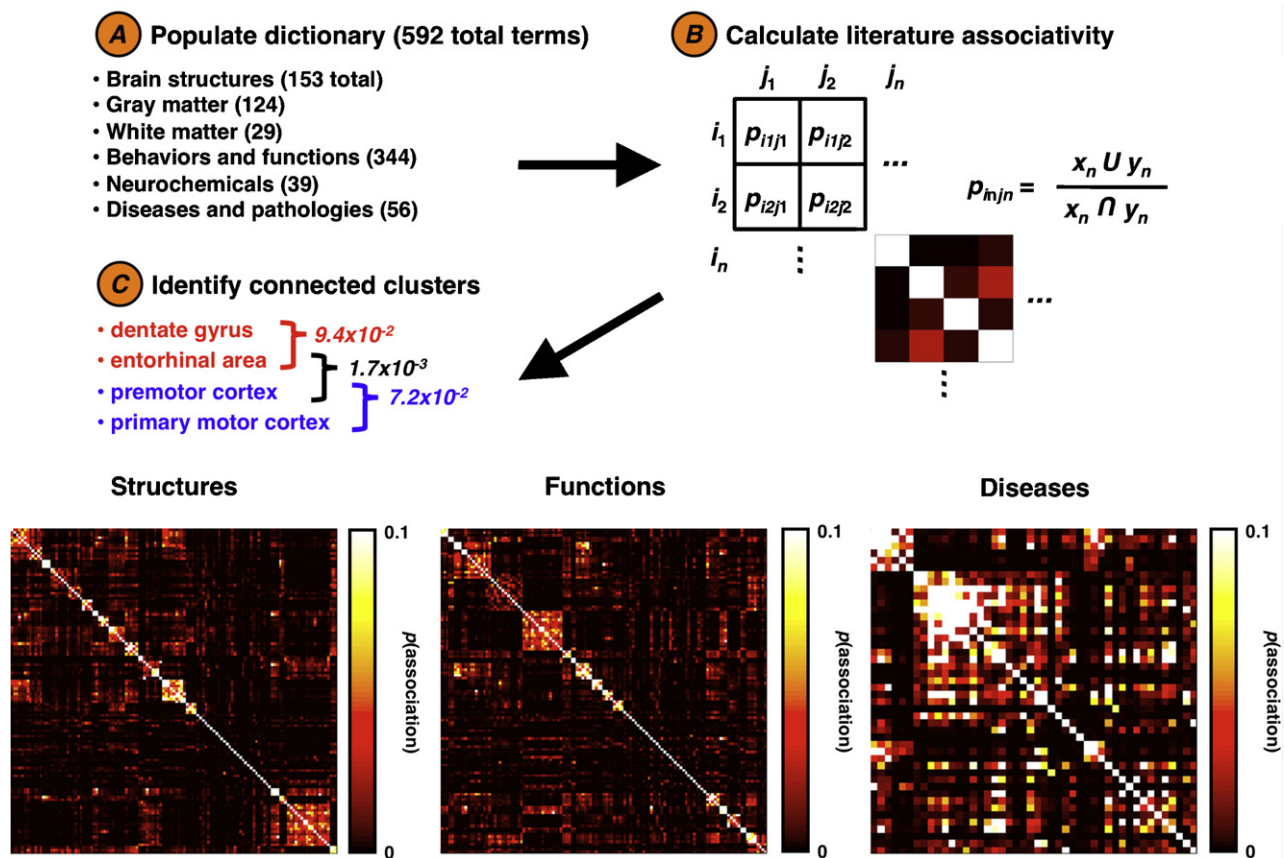 A Populate dictionary (592 total terms)
• Brain structures (153 total)
• Gray matter (124)
• White matter (29)
• Behaviors and functions (344)
• Neurochemicals (39)
• Diseases and pathologies (56)
B Calculate literature associativity
j1 j2 jn
i1 pi1j1 pi1j2 ...
i2 pi2j1 pi2j2
in ⋮
pinjn = xn U yn
xn ∩ yn
...
⋮
C Identify connected clusters
• dentate gyrus
• entorhinal area
• premotor cortex
• primary motor cortex
9.4x10-2
1.7x10-3
7.2x10-2
Structures
0.1
p(association)
0
Functions
0.1
p(association)
0
Diseases
0.1
p(association)
0